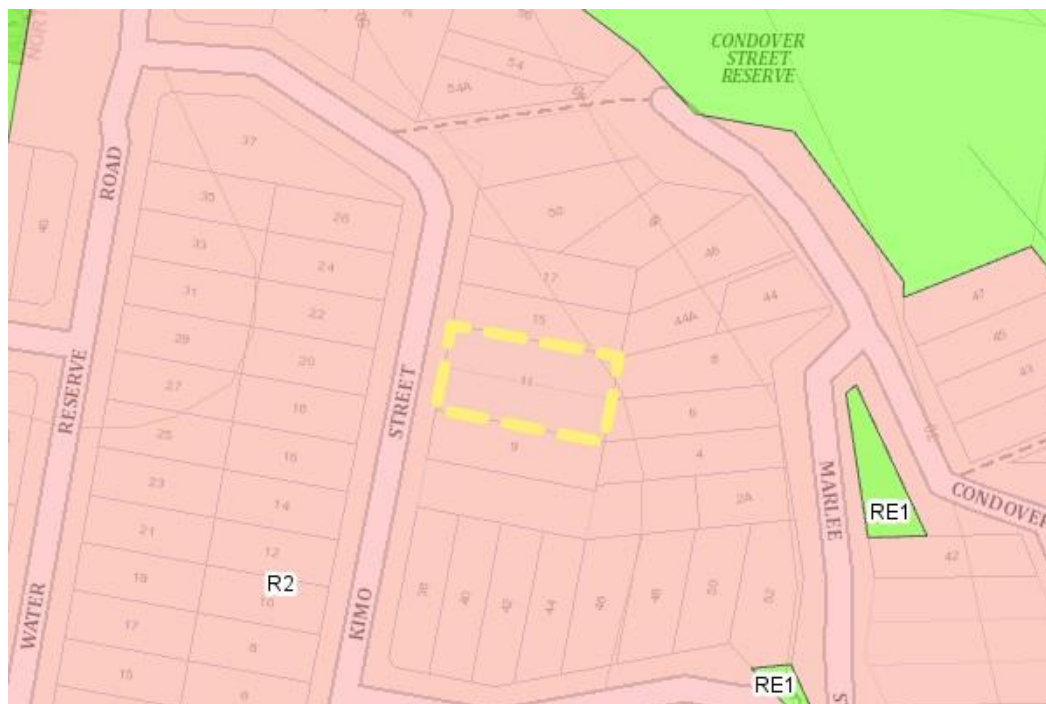 NORT
CONDOVER
STREET
RESERVE
54
54A
37
ROAD
35
26
50
46
33
24
17
47
31
22
15
44A
44
45
29
20
8
43
11
27
18
6
RESERVE
STREET
25
16
9
4
23
14
2A
MARLEE
RE1
CONDOVER
21
12
42
R2
19
38
40
42
44
46
48
50
52
17
8
WATER
KIMO
15
6
RE1
S